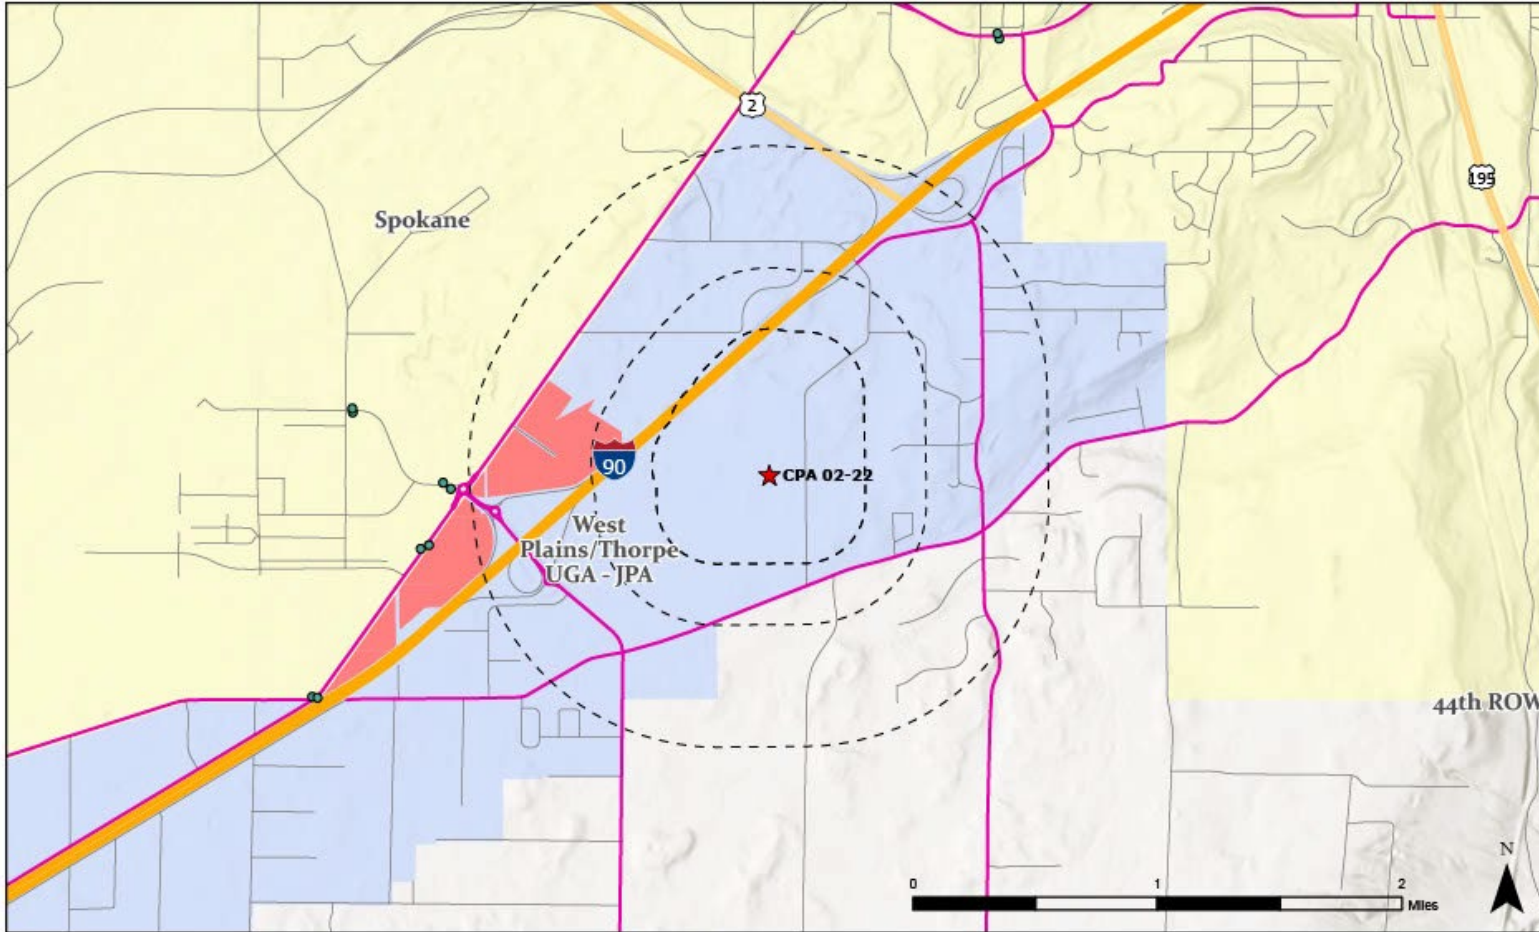 2
195
Spokane
90
CPA 02-22
West
Plains/Thorpe
UGA - JPA
44th ROW
N
0 1 2
Miles